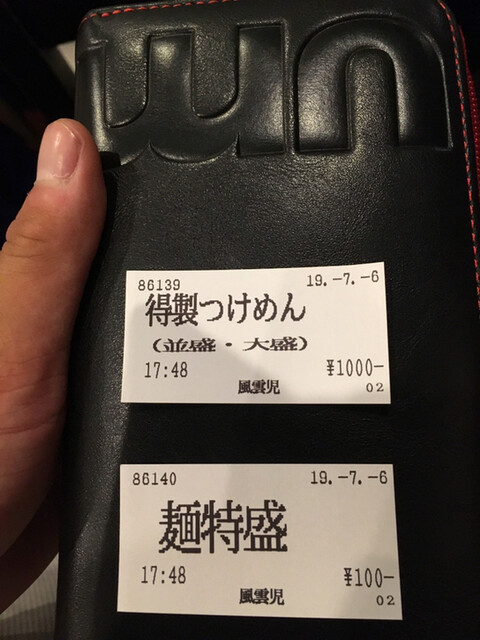 86139 19.-7.-6
得製つけめん
(並盛・大盛)
17:48 ¥1000-
風雲児 02
86140 19.-7.-6
麺特盛
17:48 ¥100-
風雲児 02